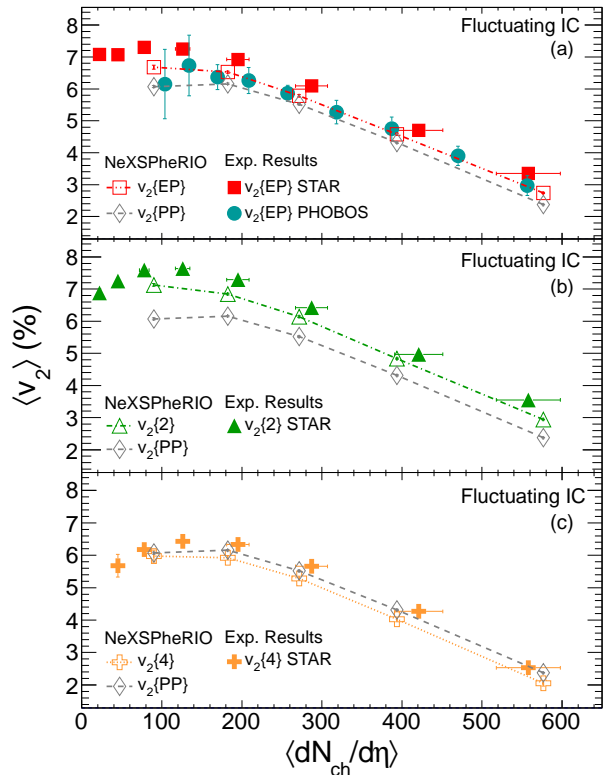 Fluctuating IC
(a)
8
7
6
5
4
3
2
NeXSPheRIO Exp. Results
v₂{EP} v₂{EP} STAR
v₂{PP} v₂{EP} PHOBOS
Fluctuating IC
(b)
8
7
6
5
4
3
2
⟨v₂⟩ (%)
NeXSPheRIO Exp. Results
v₂{2} v₂{2} STAR
v₂{PP}
Fluctuating IC
(c)
8
7
6
5
4
3
2
NeXSPheRIO Exp. Results
v₂{4} v₂{4} STAR
v₂{PP}
0 100 200 300 400 500 600
⟨dN_ch/dη⟩